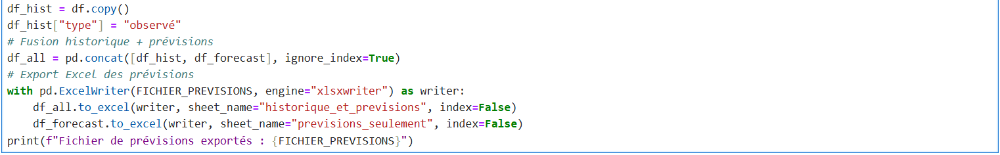 df_hist = df.copy()
df_hist["type"] = "observé"
# Fusion historique + prévisions
df_all = pd.concat([df_hist, df_forecast], ignore_index=True)
# Export Excel des prévisions
with pd.ExcelWriter(FICHIER_PREVISIONS, engine="xlsxwriter") as writer:
    df_all.to_excel(writer, sheet_name="historique_et_previsions", index=False)
    df_forecast.to_excel(writer, sheet_name="previsions_seulement", index=False)
print(f"Fichier de prévisions exportés : {FICHIER_PREVISIONS}")